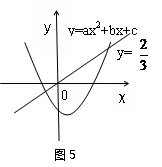 y
y=ax²+bx+c
y= 2/3
0
x
图5